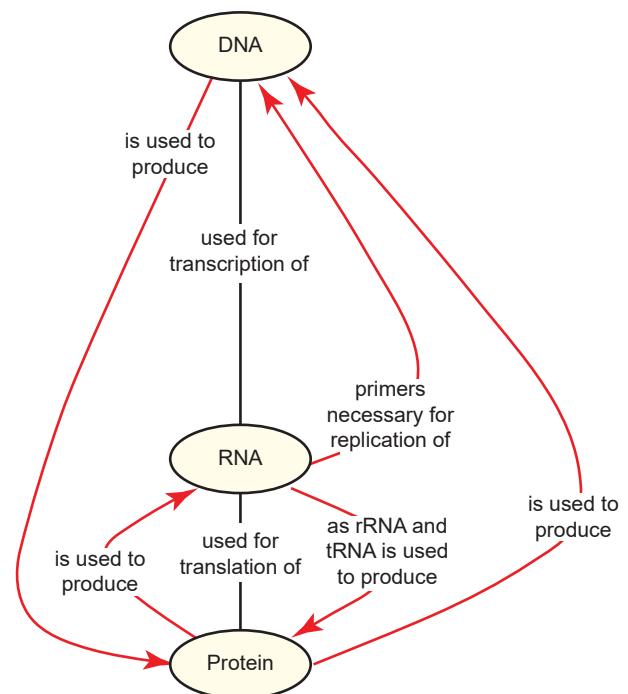 DNA
is used to
produce
used for
transcription of
primers
necessary for
replication of
RNA
is used to
produce
used for
translation of
as rRNA and
tRNA is used
to produce
is used to
produce
Protein